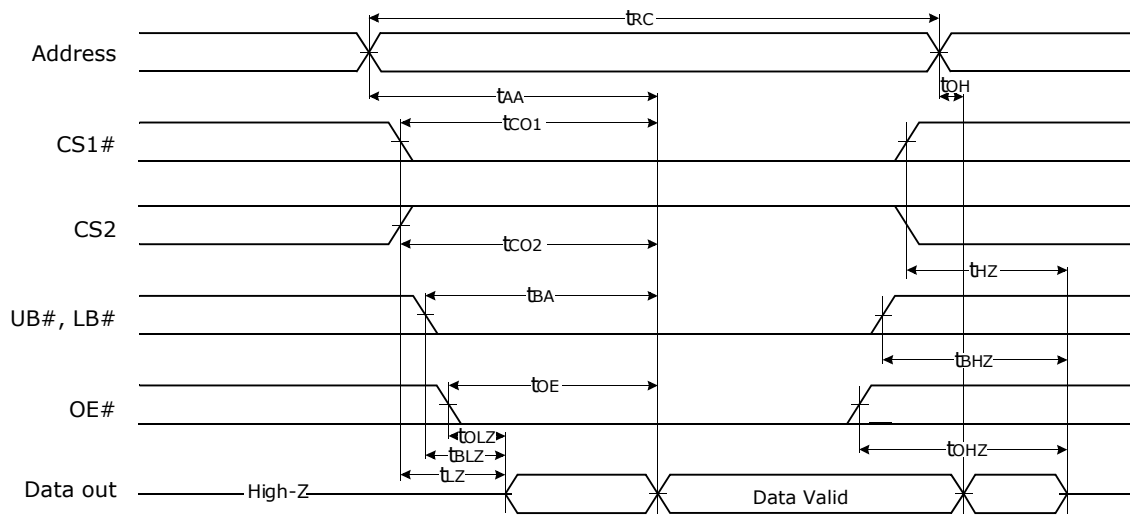 tRC
Address
tAA
tOH
tCO1
CS1#
CS2
tCO2
tHZ
tBA
UB#, LB#
tBHZ
tOE
OE#
tOLZ
tOHZ
tBLZ
tLZ
Data out
High-Z
Data Valid